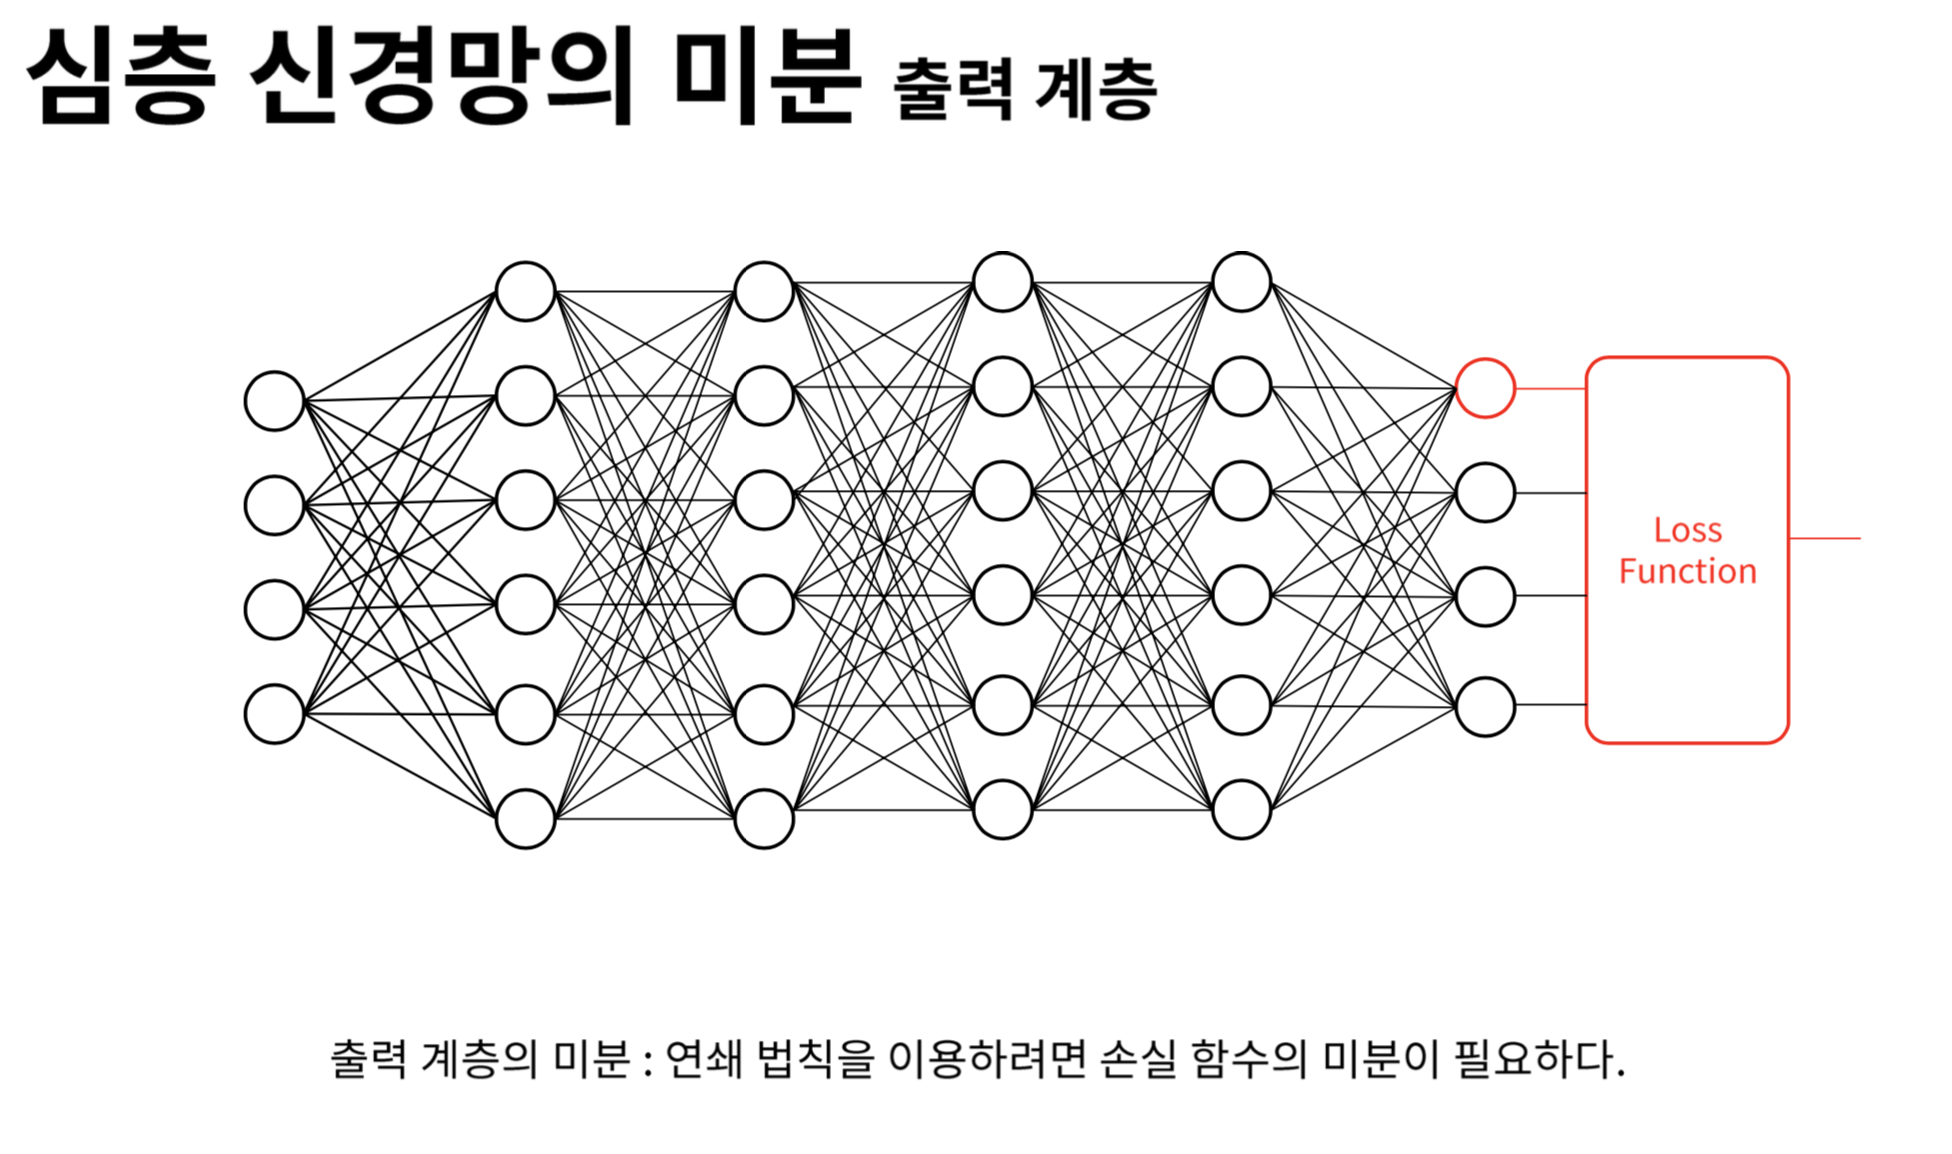 심층 신경망의 미분 출력 계층
Loss
Function
출력 계층의 미분 : 연쇄 법칙을 이용하려면 손실 함수의 미분이 필요하다.